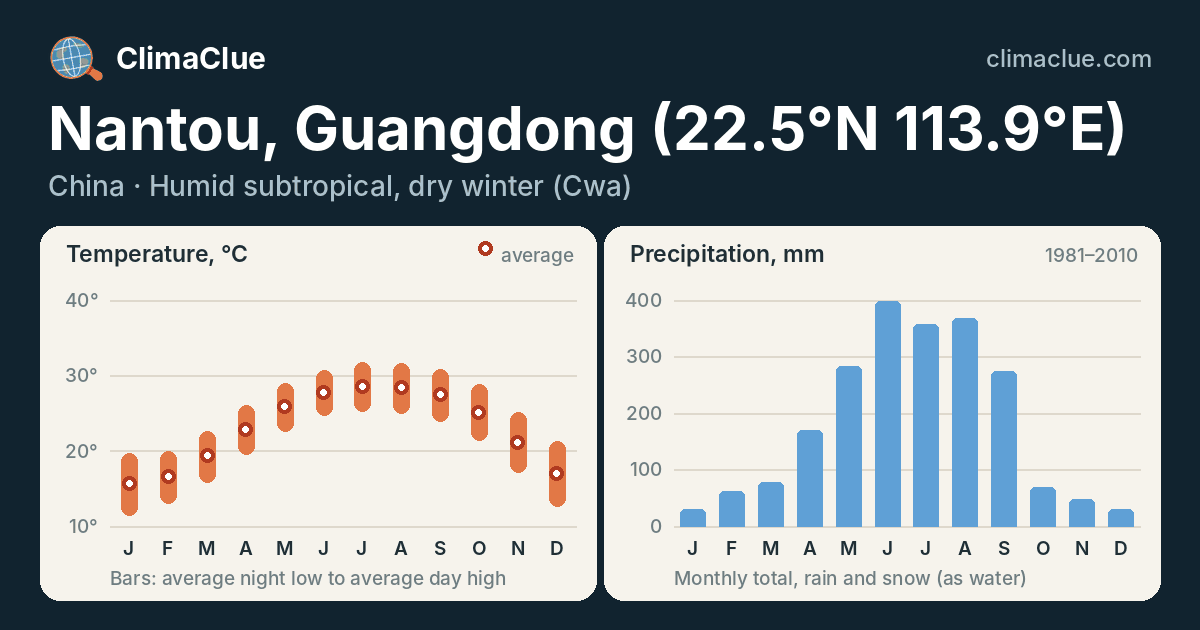 ClimaClue
climaclue.com
Nantou, Guangdong (22.5°N 113.9°E)
China · Humid subtropical, dry winter (Cwa)
Temperature, °C
average
40°
30°
20°
10°
J F M A M J J A S O N D
Bars: average night low to average day high
Precipitation, mm
1981–2010
400
300
200
100
0
J F M A M J J A S O N D
Monthly total, rain and snow (as water)